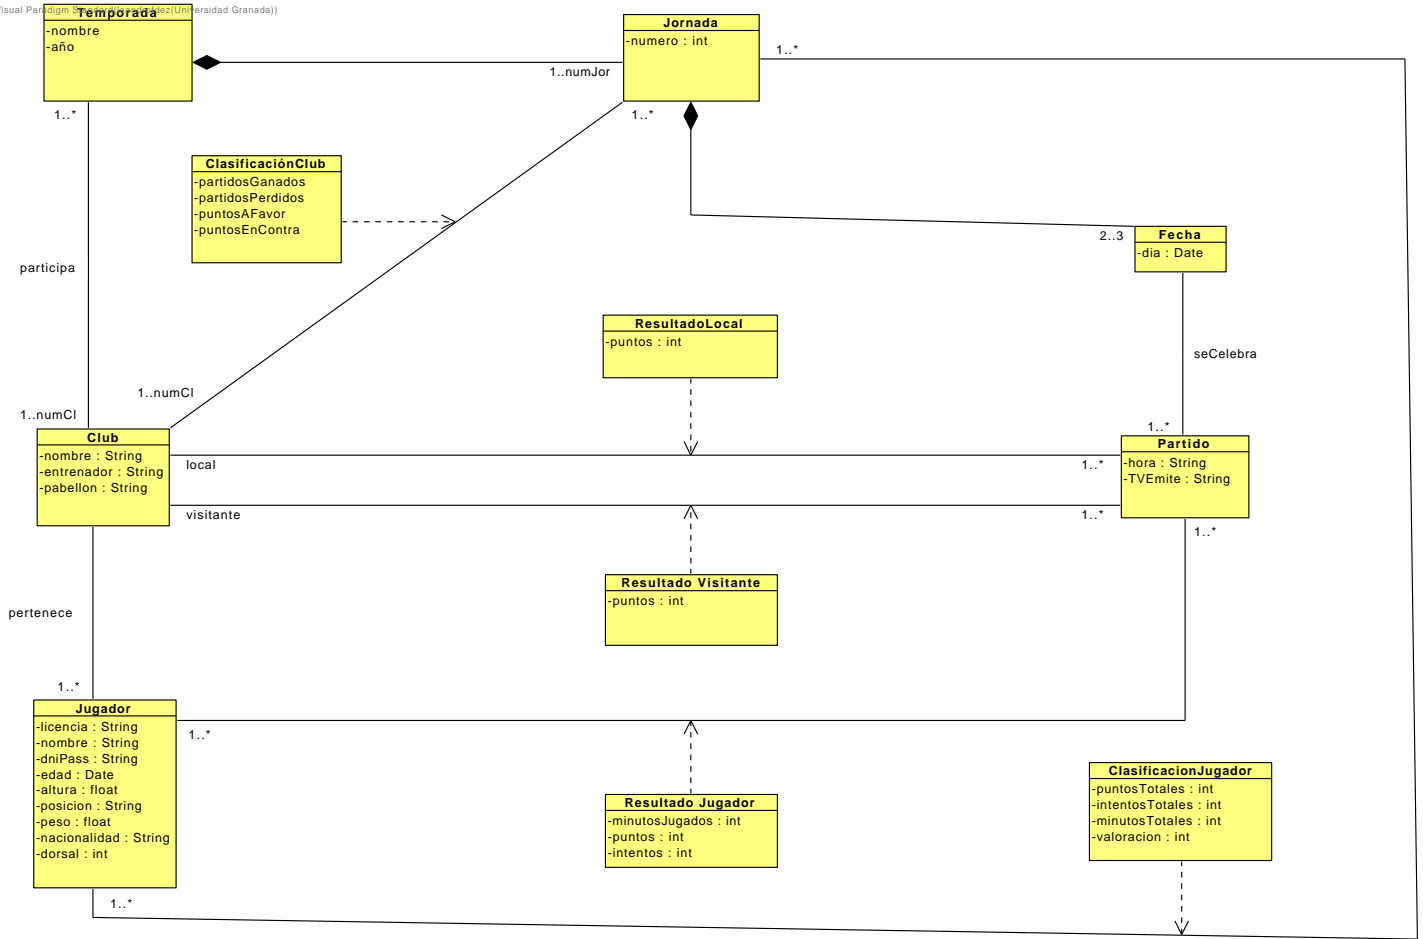 Temporada
-nombre
-año
Jornada
-numero : int
1..*
1..numJor
1..*
1..*
ClasificaciónClub
-partidosGanados
-partidosPerdidos
-puntosAFavor
-puntosEnContra
2..3
Fecha
-dia : Date
participa
ResultadoLocal
-puntos : int
seCelebra
1..numCl
1..numCl
Club
-nombre : String
-entrenador : String
-pabellon : String
1..*
Partido
-hora : String
-TVEmite : String
local
1..*
visitante
1..*
1..*
Resultado Visitante
-puntos : int
pertenece
1..*
Jugador
-licencia : String
-nombre : String
-dniPass : String
-edad : Date
-altura : float
-posicion : String
-peso : float
-nacionalidad : String
-dorsal : int
1..*
Resultado Jugador
-minutosJugados : int
-puntos : int
-intentos : int
ClasificacionJugador
-puntosTotales : int
-intentosTotales : int
-minutosTotales : int
-valoracion : int
1..*